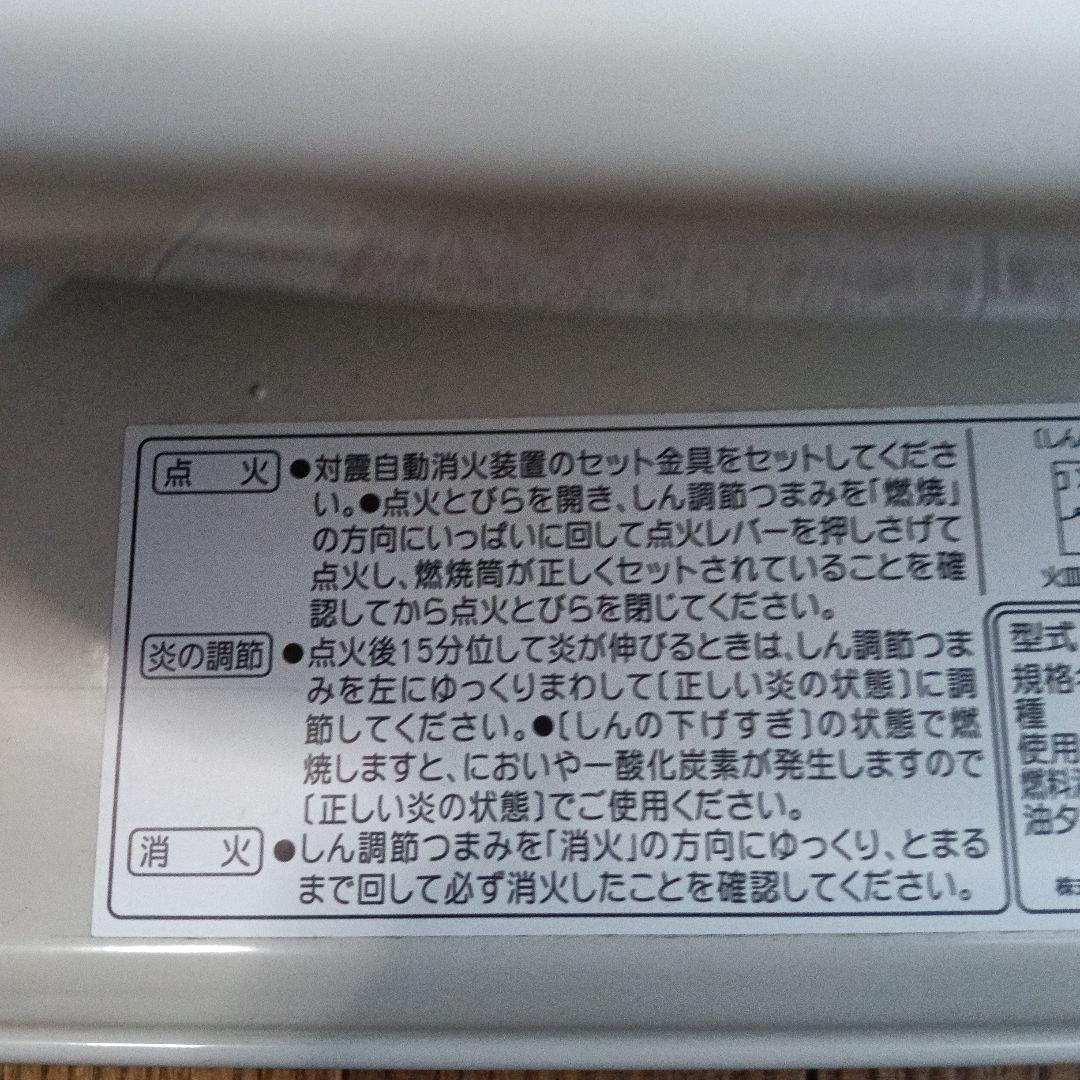 点 火 ●対震自動消火装置のセット金具をセットしてくださ
い。●点火とびらを開き、しん調節つまみを「燃焼」
の方向にいっぱいに回して点火レバーを押しさげて
点火し、燃焼筒が正しくセットされていることを確
認してから点火とびらを閉じてください。
炎の調節 ●点火後15分位して炎が伸びるときは、しん調節つま
みを左にゆっくりまわして〔正しい炎の状態〕に調
節してください。●〔しんの下げすぎ〕の状態で燃
焼しますと、においや一酸化炭素が発生しますので
〔正しい炎の状態〕でご使用ください。
消 火 ●しん調節つまみを「消火」の方向にゆっくり、とまる
まで回して必ず消火したことを確認してください。
〔しん
火皿
型式
規格
種
使用
燃料
油タ
株式